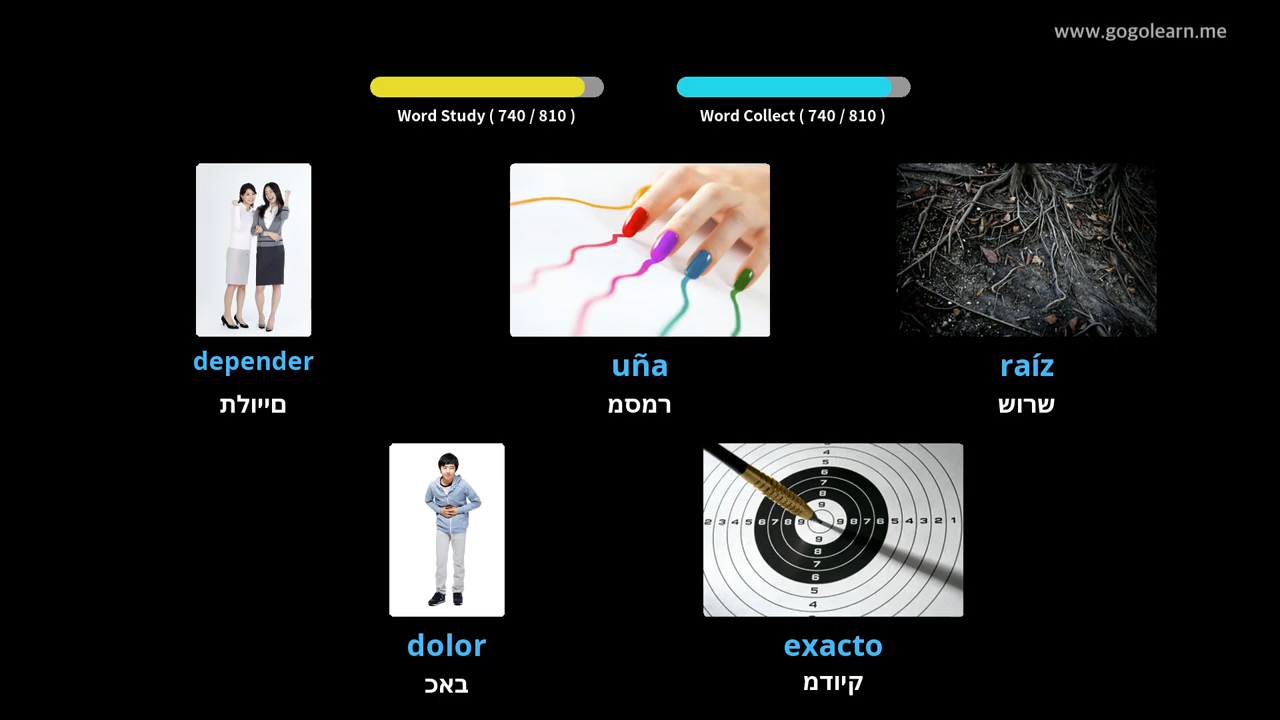 www.gogolearn.me
Word Study ( 740 / 810 )
Word Collect ( 740 / 810 )
depender
םייולת
uña
רמסמ
raíz
שרוש
dolor
באכ
exacto
קיודמ